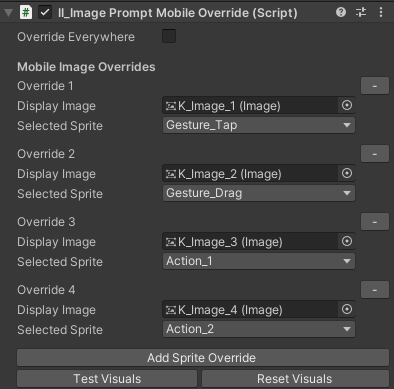 # II_Image Prompt Mobile Override (Script)
Override Everywhere
Mobile Image Overrides
Override 1 -
Display Image K_Image_1 (Image)
Selected Sprite Gesture_Tap
Override 2 -
Display Image K_Image_2 (Image)
Selected Sprite Gesture_Drag
Override 3 -
Display Image K_Image_3 (Image)
Selected Sprite Action_1
Override 4 -
Display Image K_Image_4 (Image)
Selected Sprite Action_2
Add Sprite Override
Test Visuals Reset Visuals